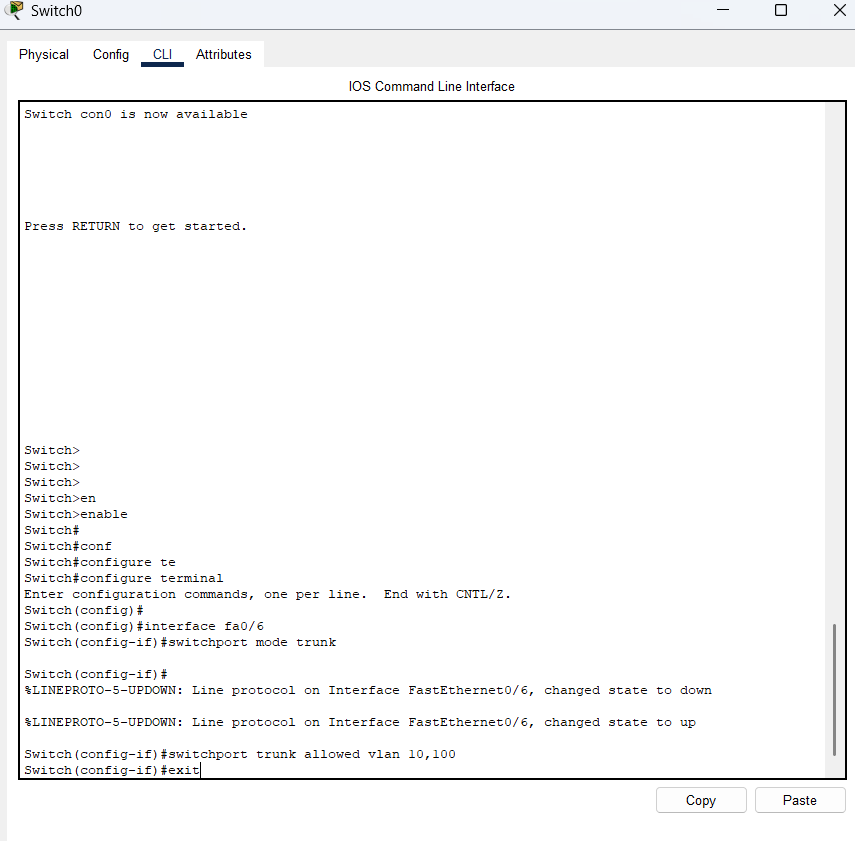 Switch0
Physical Config CLI Attributes
IOS Command Line Interface
Switch con0 is now available
Press RETURN to get started.
Switch>
Switch>
Switch>
Switch>en
Switch>enable
Switch#
Switch#conf
Switch#configure te
Switch#configure terminal
Enter configuration commands, one per line.  End with CNTL/Z.
Switch(config)#
Switch(config)#interface fa0/6
Switch(config-if)#switchport mode trunk
Switch(config-if)#
%LINEPROTO-5-UPDOWN: Line protocol on Interface FastEthernet0/6, changed state to down
%LINEPROTO-5-UPDOWN: Line protocol on Interface FastEthernet0/6, changed state to up
Switch(config-if)#switchport trunk allowed vlan 10,100
Switch(config-if)#exit
Copy Paste